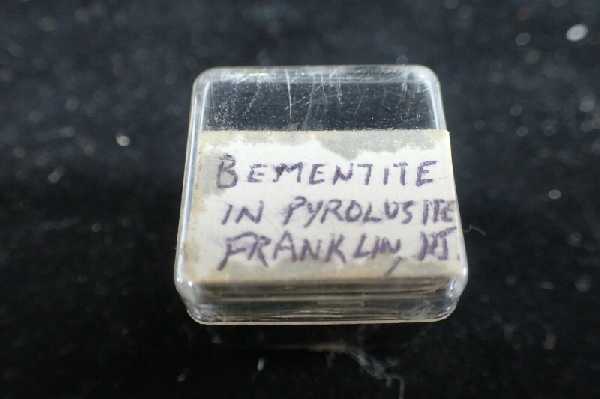 BEMENTITE
IN PYROLUSITE
FRANKLIN, NJ